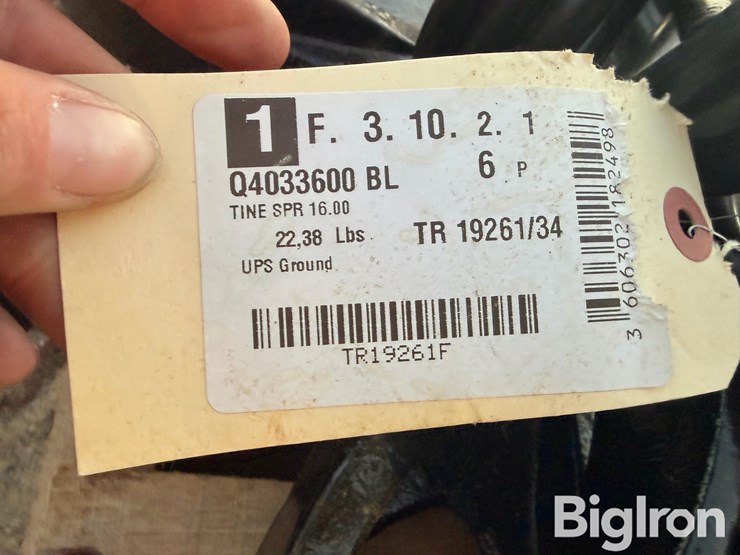 1 F. 3. 10. 2. 1
Q4033600 BL 6 P
TINE SPR 16.00
22,38 Lbs. TR 19261/34
UPS Ground
TR19261F
3 606302 182498
BigIron